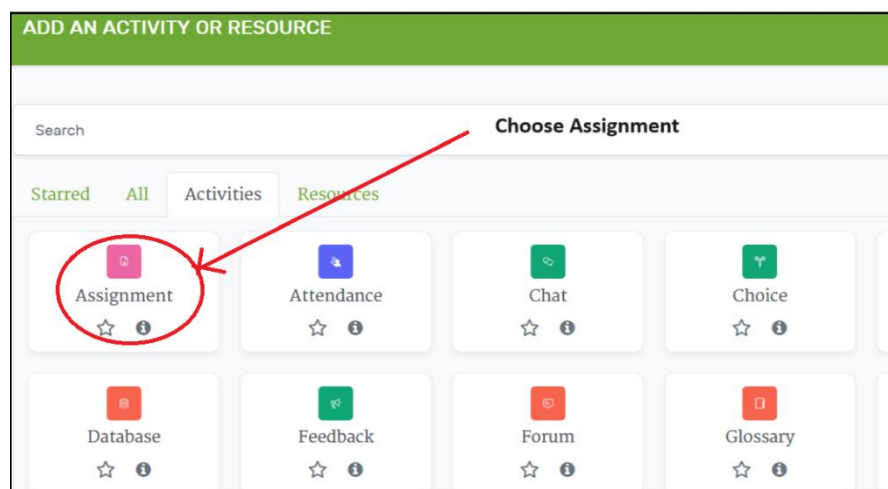 ADD AN ACTIVITY OR RESOURCE
Search
Choose Assignment
Starred All Activities Resources
Assignment Attendance Chat Choice
Database Feedback Forum Glossary